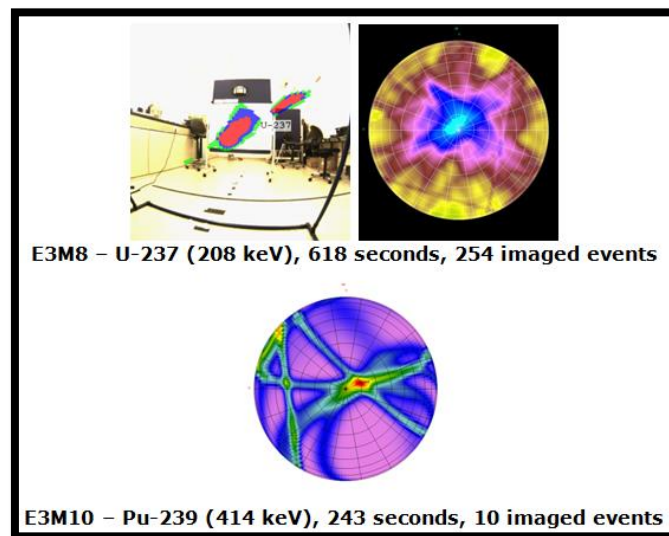 U-237
E3M8 – U-237 (208 keV), 618 seconds, 254 imaged events
E3M10 – Pu-239 (414 keV), 243 seconds, 10 imaged events